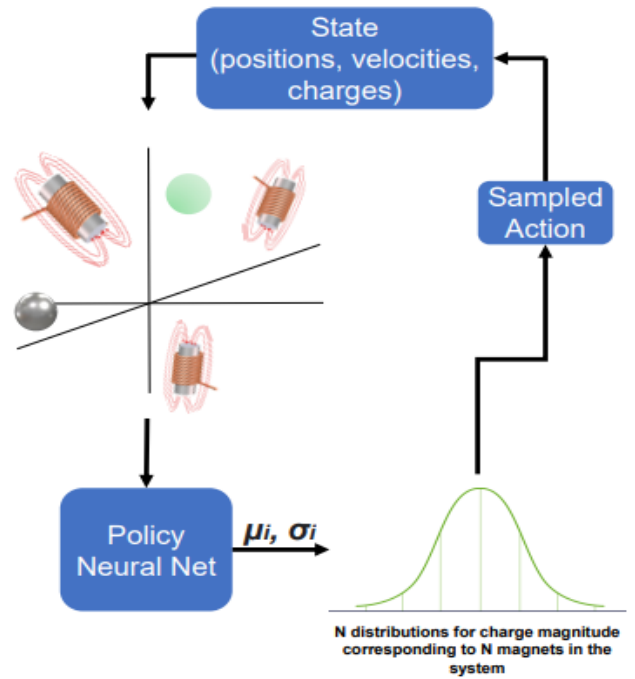 State
(positions, velocities,
charges)
Sampled
Action
Policy
Neural Net
μi, σi
N distributions for charge magnitude
corresponding to N magnets in the
system